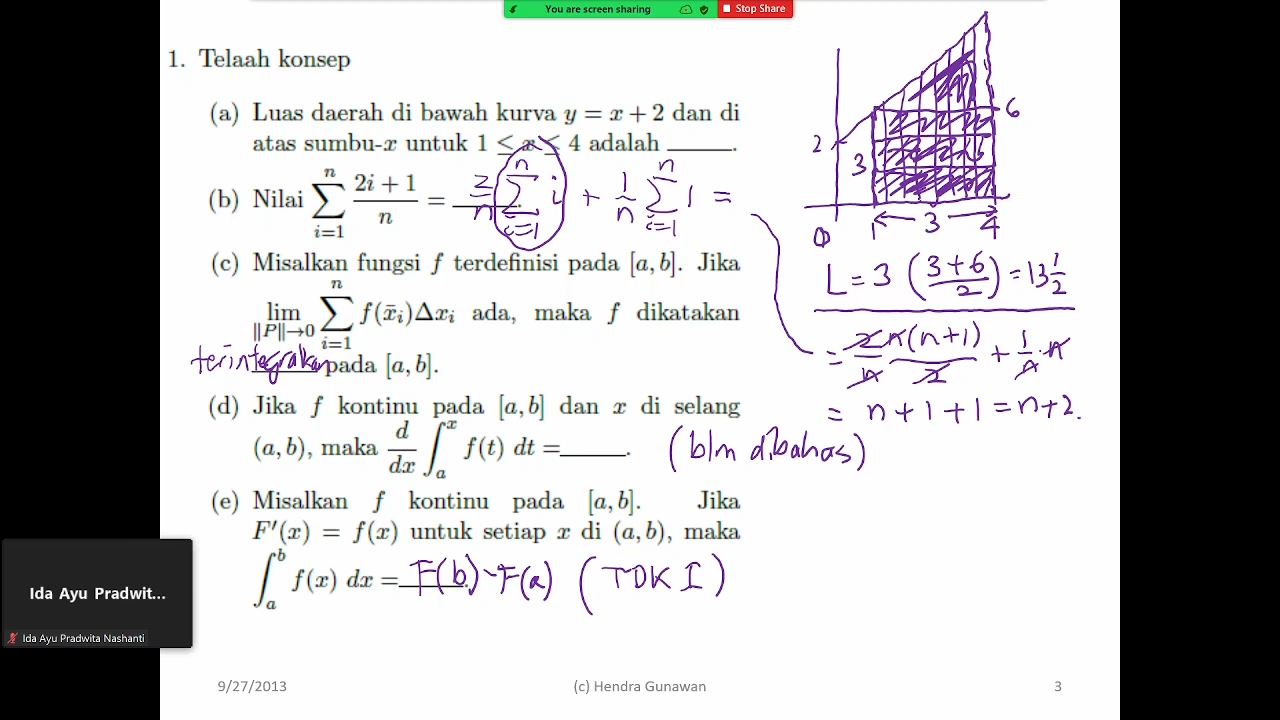 You are screen sharing
Stop Share
1. Telaah konsep
(a) Luas daerah di bawah kurva y = x + 2 dan di
atas sumbu-x untuk 1 ≤ x ≤ 4 adalah _____.
(b) Nilai ∑_{i=1}^{n} (2i + 1)/n = _____. 2/n ∑_{i=1}^{n} i + 1/n ∑_{i=1}^{n} 1 =
(c) Misalkan fungsi f terdefinisi pada [a, b]. Jika
lim_{‖P‖→0} ∑_{i=1}^{n} f(x̄_i)Δx_i ada, maka f dikatakan
terintegralkan pada [a, b].
(d) Jika f kontinu pada [a, b] dan x di selang
(a, b), maka d/dx ∫_a^x f(t) dt = _____. (blm dibahas)
(e) Misalkan f kontinu pada [a, b]. Jika
F′(x) = f(x) untuk setiap x di (a, b), maka
∫_a^b f(x) dx = F(b) - F(a) (TDK I)
2
3
6
0 1 3 4
L = 3 ((3+6)/2) = 13 1/2
= 2/n n(n+1)/2 + 1/n · n
= n + 1 + 1 = n + 2.
Ida Ayu Pradwit...
Ida Ayu Pradwita Nashanti
9/27/2013
(c) Hendra Gunawan
3